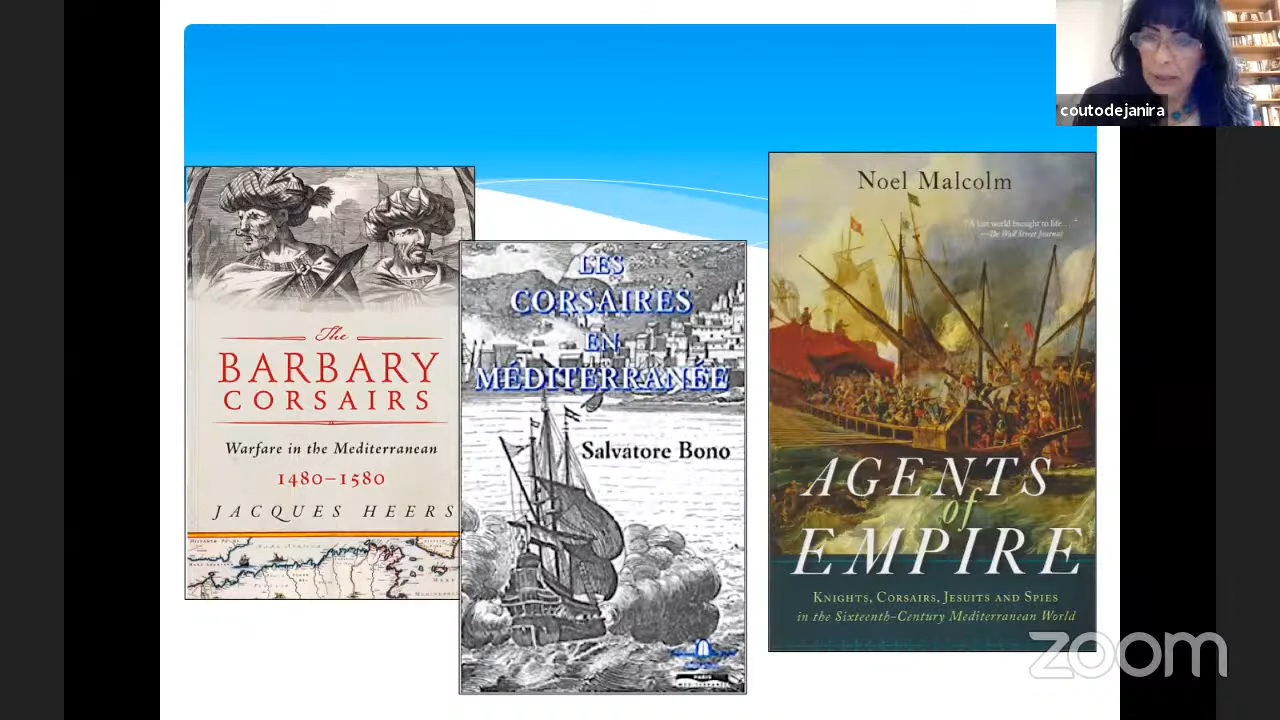 coutodejanira
The
BARBARY
CORSAIRS
Warfare in the Mediterranean
1480–1580
JACQUES HEERS
LES
CORSAIRES
EN
MÉDITERRANÉE
Salvatore Bono
PARIS
MÉDITERRANÉE
Noel Malcolm
"A lost world brought to life..
—The Wall Street Journal
AGENTS
of
EMPIRE
KNIGHTS, CORSAIRS, JESUITS AND SPIES
in the Sixteenth-Century Mediterranean World
zoom